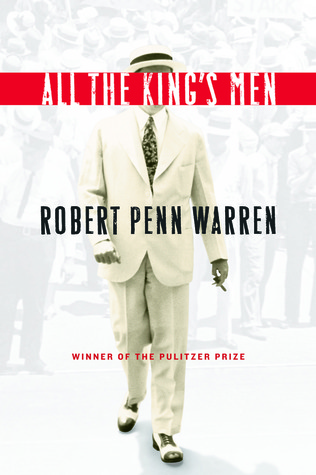 ALL THE KING'S MEN
ROBERT PENN WARREN
WINNER OF THE PULITZER PRIZE